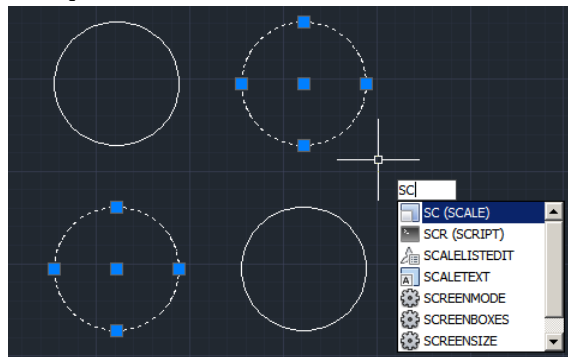 SC
SC (SCALE)
SCR (SCRIPT)
SCALELISTEDIT
SCALETEXT
SCREENMODE
SCREENBOXES
SCREENSIZE